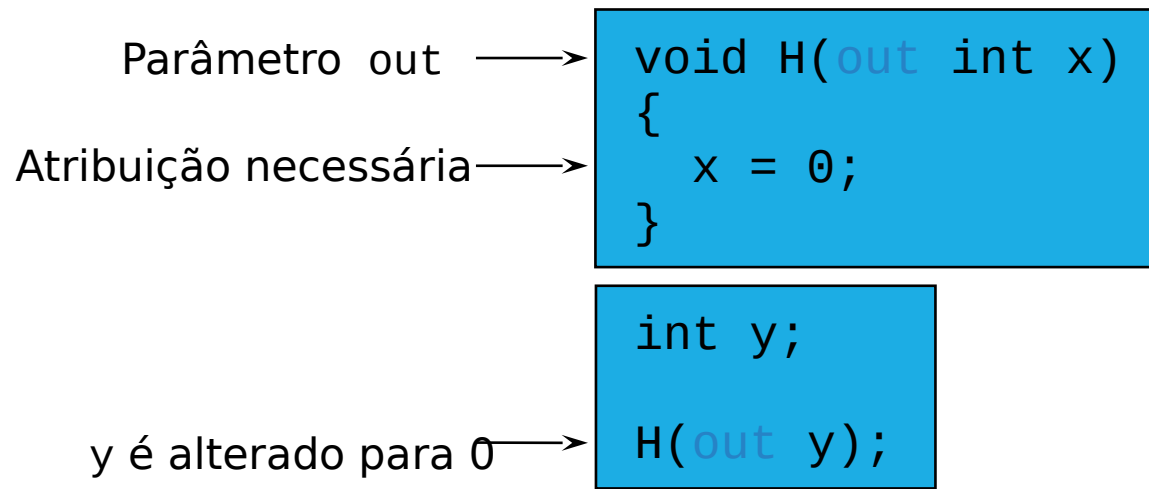 Parâmetro out
void H(out int x)
{
Atribuição necessária
x = 0;
}
int y;
y é alterado para 0
H(out y);